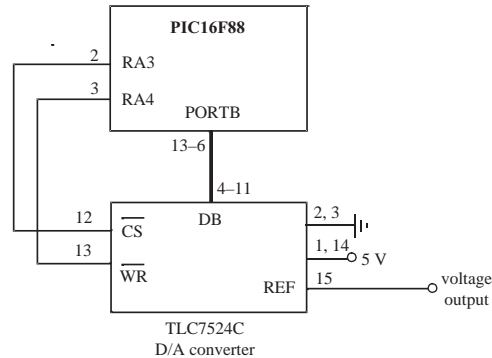 PIC16F88
2
RA3
3
RA4
PORTB
13–6
4–11
12
CS
DB
2, 3
1, 14
5 V
13
WR
REF
15
voltage
output
TLC7524C
D/A converter